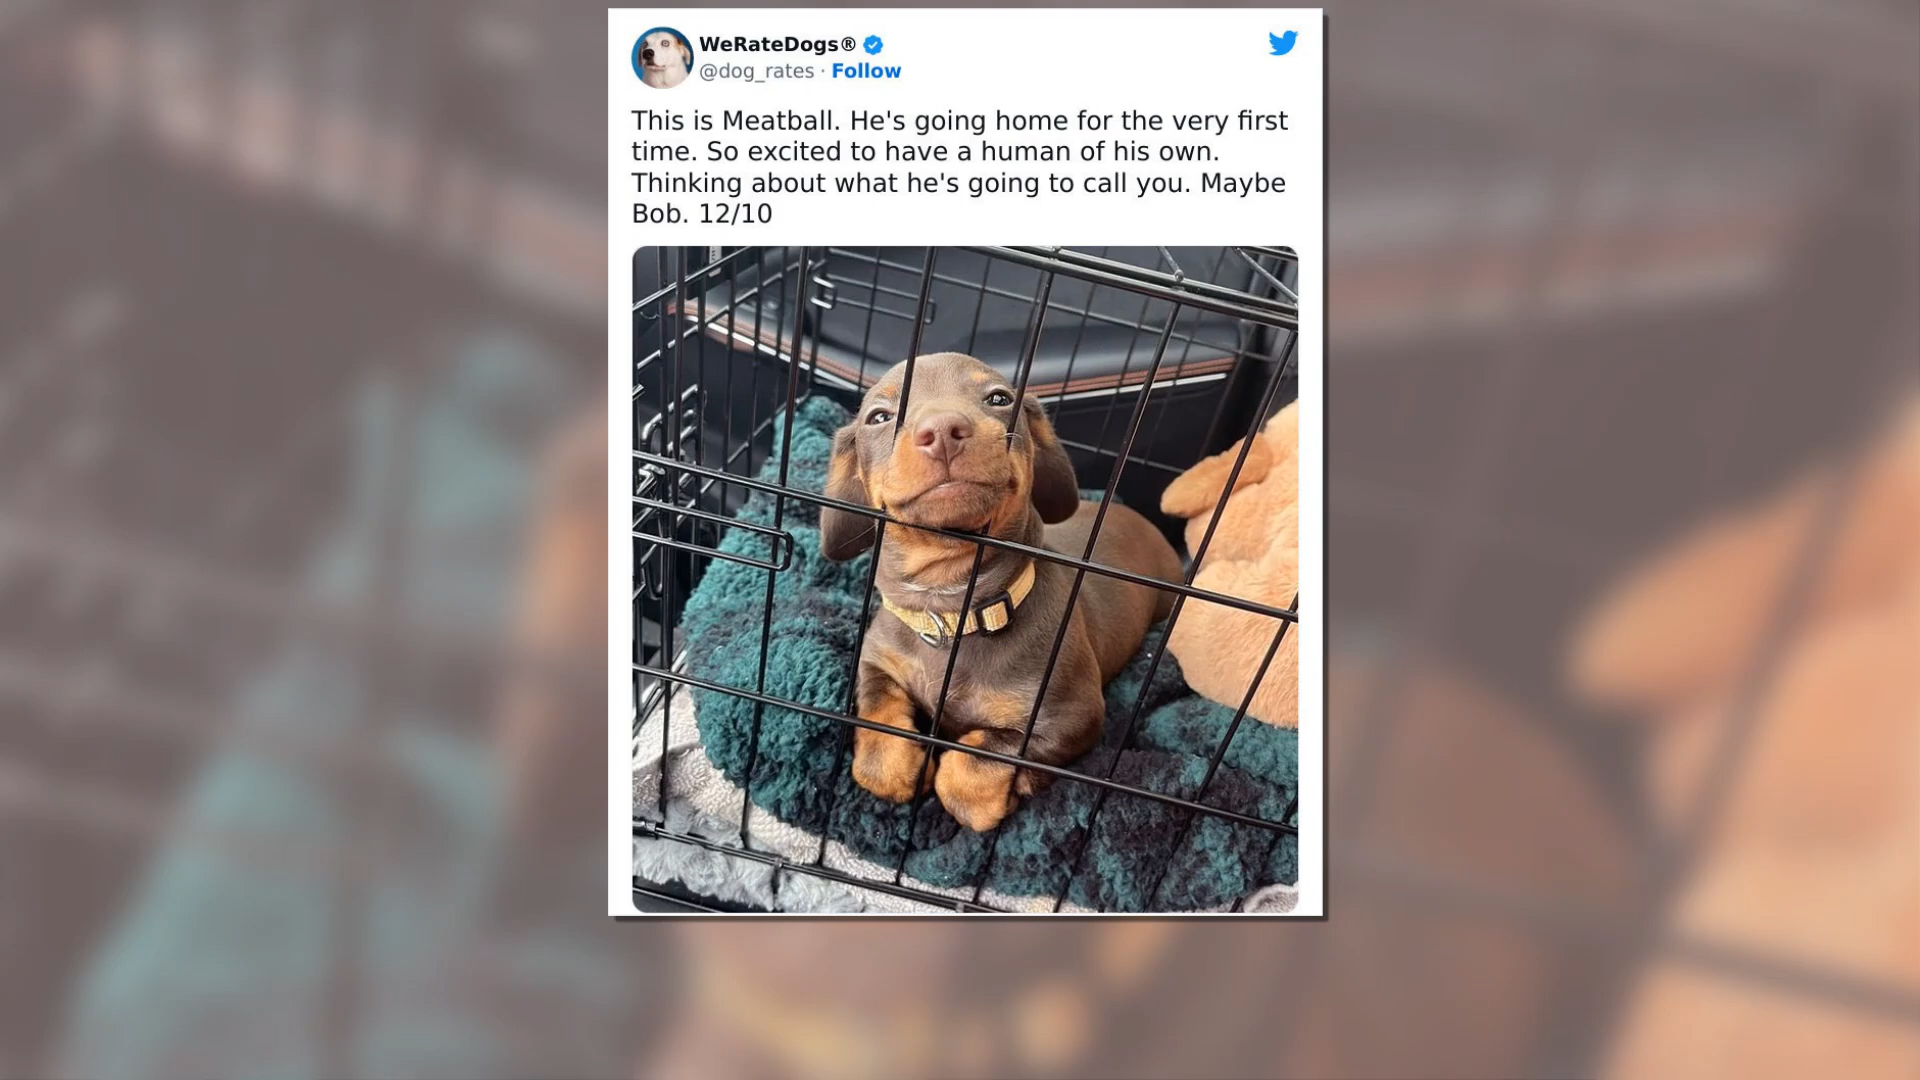 WeRateDogs®
@dog_rates · Follow
This is Meatball. He's going home for the very first
time. So excited to have a human of his own.
Thinking about what he's going to call you. Maybe
Bob. 12/10